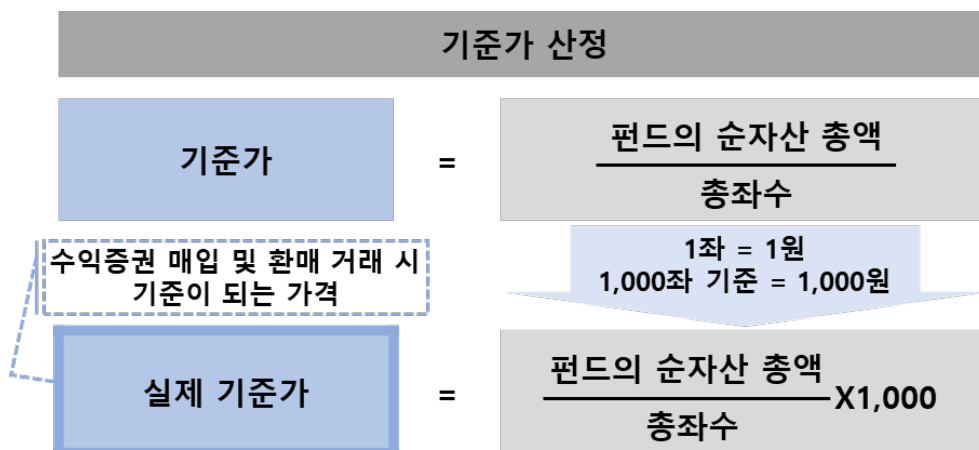 기준가 산정
기준가
=
펀드의 순자산 총액
총좌수
수익증권 매입 및 환매 거래 시
기준이 되는 가격
1좌 = 1원
1,000좌 기준 = 1,000원
실제 기준가
=
펀드의 순자산 총액
총좌수
X1,000